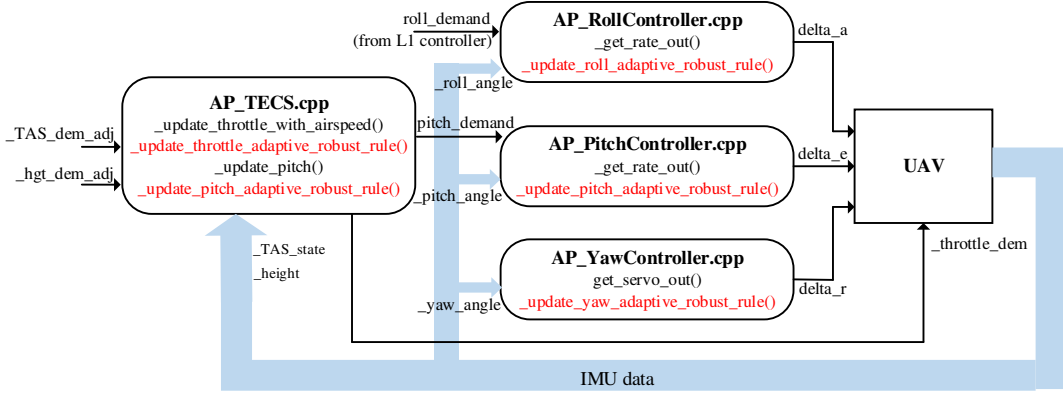 roll_demand
(from L1 controller)
AP_RollController.cpp
_get_rate_out()
_update_roll_adaptive_robust_rule()
delta_a
_roll_angle
AP_TECS.cpp
_update_throttle_with_airspeed()
_update_throttle_adaptive_robust_rule()
_update_pitch()
_update_pitch_adaptive_robust_rule()
_TAS_dem_adj
_hgt_dem_adj
pitch_demand
AP_PitchController.cpp
_get_rate_out()
_update_pitch_adaptive_robust_rule()
delta_e
_pitch_angle
UAV
_TAS_state
_height
AP_YawController.cpp
get_servo_out()
_update_yaw_adaptive_robust_rule()
delta_r
_yaw_angle
_throttle_dem
IMU data